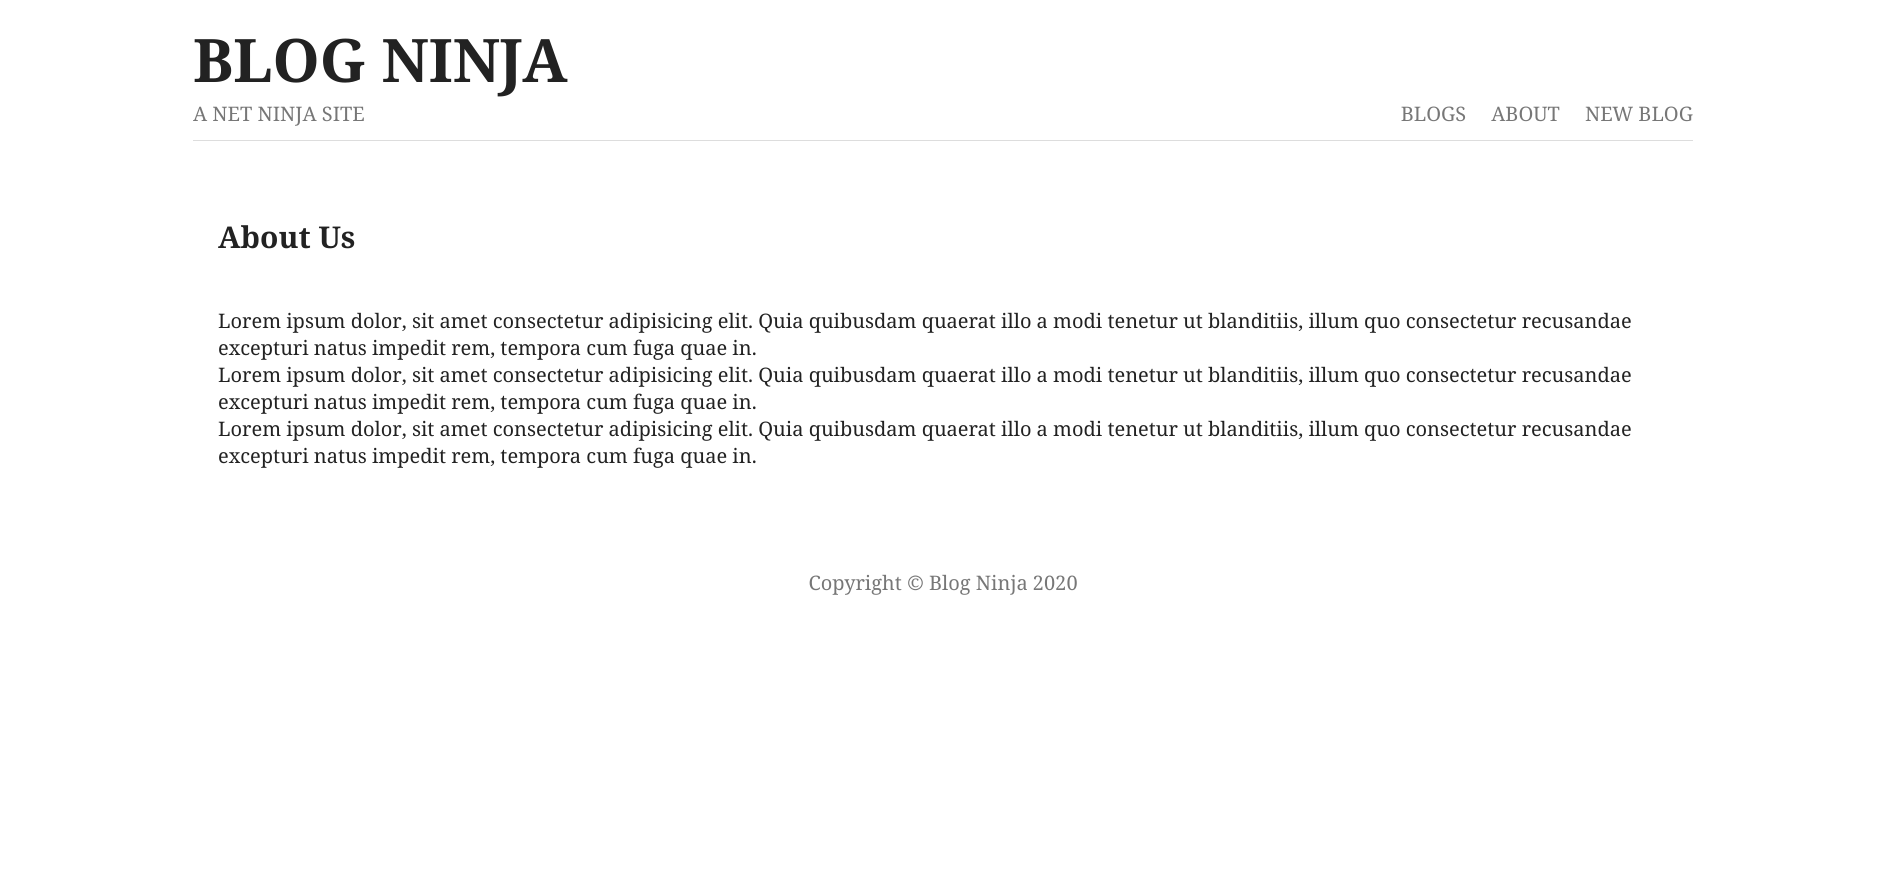 BLOG NINJA
A NET NINJA SITE
BLOGS ABOUT NEW BLOG
About Us
Lorem ipsum dolor, sit amet consectetur adipisicing elit. Quia quibusdam quaerat illo a modi tenetur ut blanditiis, illum quo consectetur recusandae
excepturi natus impedit rem, tempora cum fuga quae in.
Lorem ipsum dolor, sit amet consectetur adipisicing elit. Quia quibusdam quaerat illo a modi tenetur ut blanditiis, illum quo consectetur recusandae
excepturi natus impedit rem, tempora cum fuga quae in.
Lorem ipsum dolor, sit amet consectetur adipisicing elit. Quia quibusdam quaerat illo a modi tenetur ut blanditiis, illum quo consectetur recusandae
excepturi natus impedit rem, tempora cum fuga quae in.
Copyright © Blog Ninja 2020